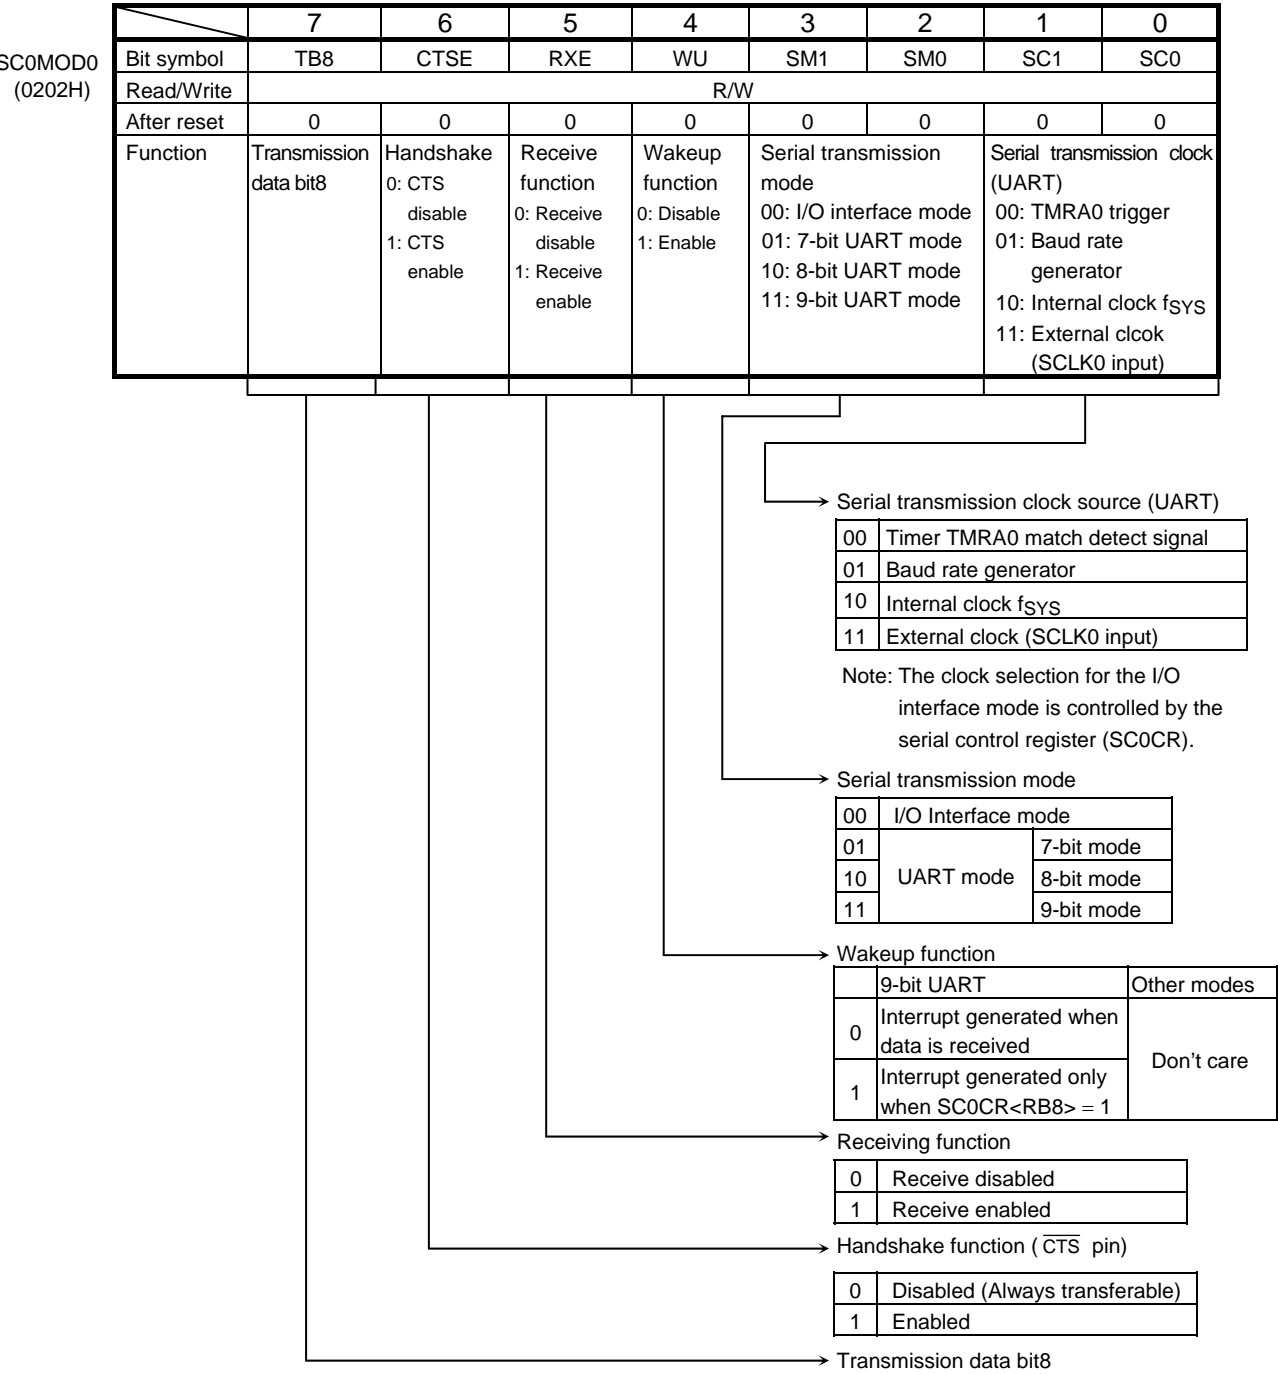 7 6 5 4 3 2 1 0
SC0MOD0
(0202H)
Bit symbol TB8 CTSE RXE WU SM1 SM0 SC1 SC0
Read/Write R/W
After reset 0 0 0 0 0 0 0 0
Function
Transmission
data bit8
Handshake
0: CTS
disable
1: CTS
enable
Receive
function
0: Receive
disable
1: Receive
enable
Wakeup
function
0: Disable
1: Enable
Serial transmission
mode
00: I/O interface mode
01: 7-bit UART mode
10: 8-bit UART mode
11: 9-bit UART mode
Serial transmission clock
(UART)
00: TMRA0 trigger
01: Baud rate
generator
10: Internal clock fSYS
11: External clcok
(SCLK0 input)
Serial transmission clock source (UART)
00 Timer TMRA0 match detect signal
01 Baud rate generator
10 Internal clock fSYS
11 External clock (SCLK0 input)
Note: The clock selection for the I/O
interface mode is controlled by the
serial control register (SC0CR).
Serial transmission mode
00 I/O Interface mode
01 UART mode 7-bit mode
10 8-bit mode
11 9-bit mode
Wakeup function
9-bit UART Other modes
0 Interrupt generated when
data is received
Don't care
1 Interrupt generated only
when SC0CR<RB8> = 1
Receiving function
0 Receive disabled
1 Receive enabled
Handshake function ( C̅T̅S̅ pin)
0 Disabled (Always transferable)
1 Enabled
Transmission data bit8